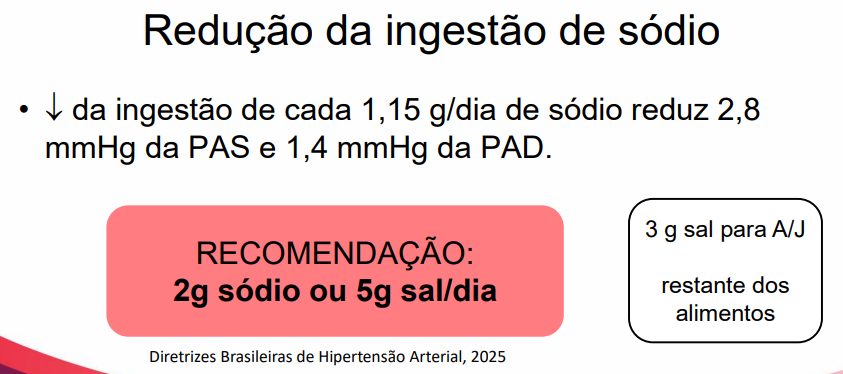 Redução da ingestão de sódio
• ↓ da ingestão de cada 1,15 g/dia de sódio reduz 2,8
mmHg da PAS e 1,4 mmHg da PAD.
RECOMENDAÇÃO:
2g sódio ou 5g sal/dia
3 g sal para A/J
restante dos
alimentos
Diretrizes Brasileiras de Hipertensão Arterial, 2025